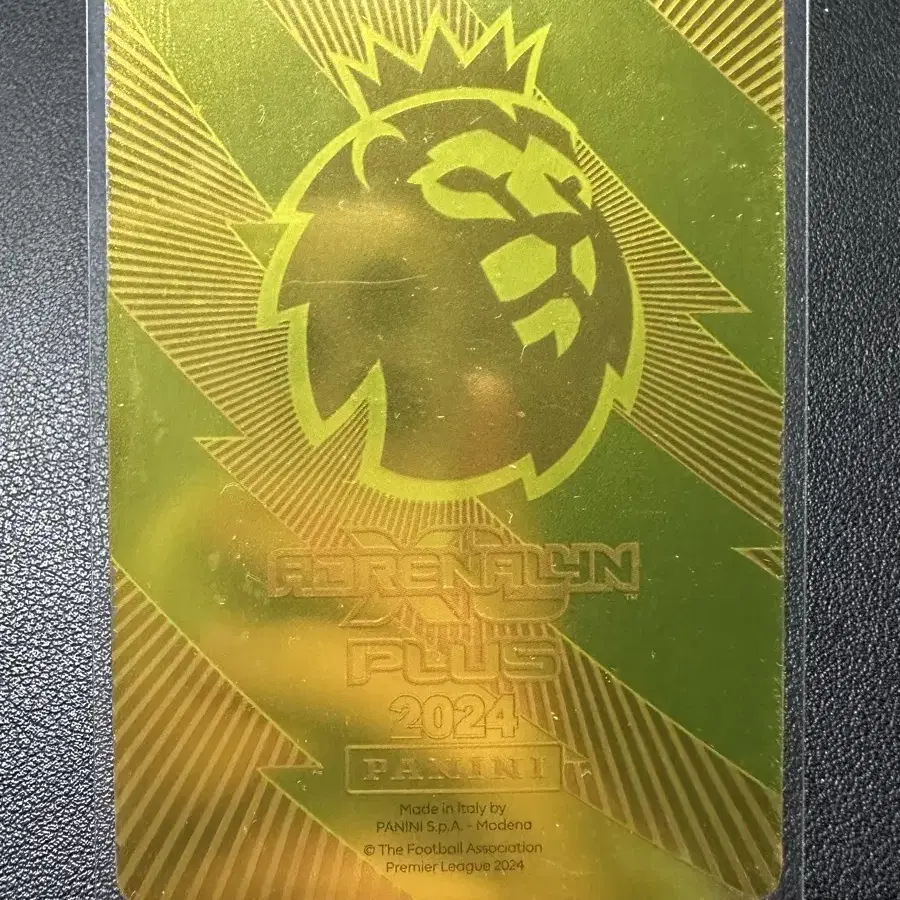 ADRENALYN
XL
PLUS
2024
PANINI
Made in Italy by
PANINI S.p.A. - Modena
© The Football Association
Premier League 2024